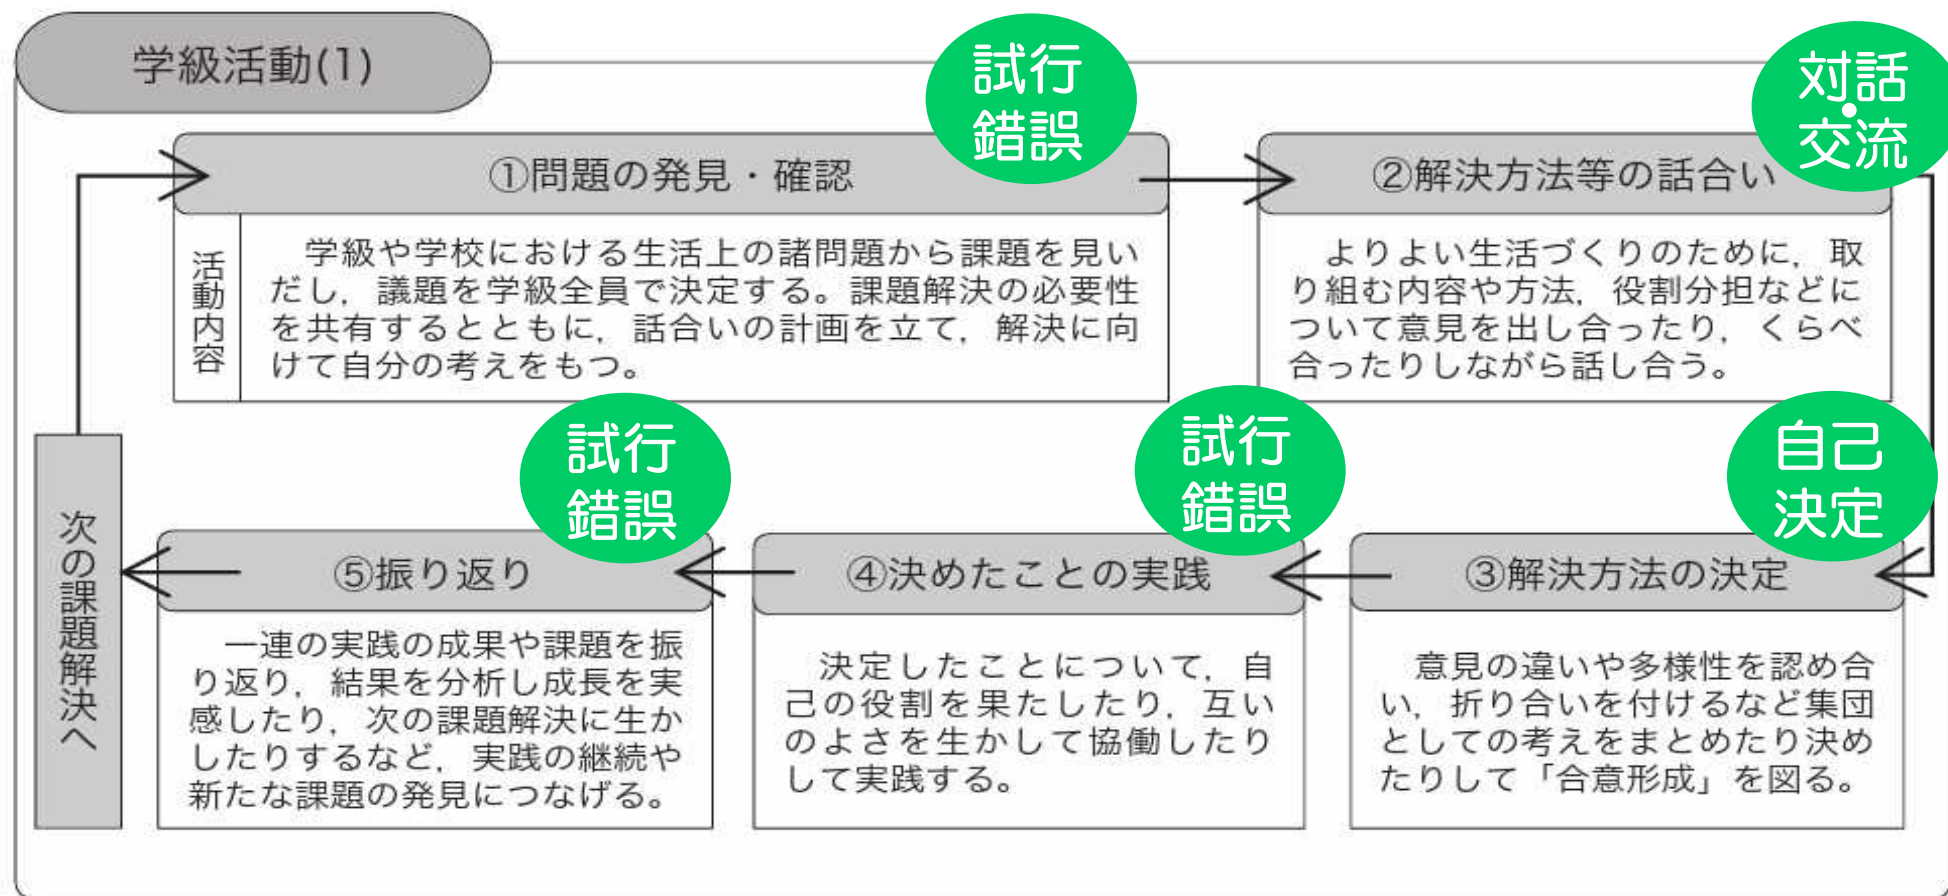 学級活動(1)
試行
錯誤
対話
・
交流
①問題の発見・確認
②解決方法等の話合い
活動内容
学級や学校における生活上の諸問題から課題を見い
だし，議題を学級全員で決定する。課題解決の必要性
を共有するとともに，話合いの計画を立て，解決に向
けて自分の考えをもつ。
よりよい生活づくりのために，取
り組む内容や方法，役割分担などに
ついて意見を出し合ったり，くらべ
合ったりしながら話し合う。
自己
決定
③解決方法の決定
意見の違いや多様性を認め合
い，折り合いを付けるなど集団
としての考えをまとめたり決め
たりして「合意形成」を図る。
試行
錯誤
④決めたことの実践
決定したことについて，自
己の役割を果たしたり，互い
のよさを生かして協働したり
して実践する。
試行
錯誤
⑤振り返り
一連の実践の成果や課題を振
り返り，結果を分析し成長を実
感したり，次の課題解決に生か
したりするなど，実践の継続や
新たな課題の発見につなげる。
次の課題解決へ